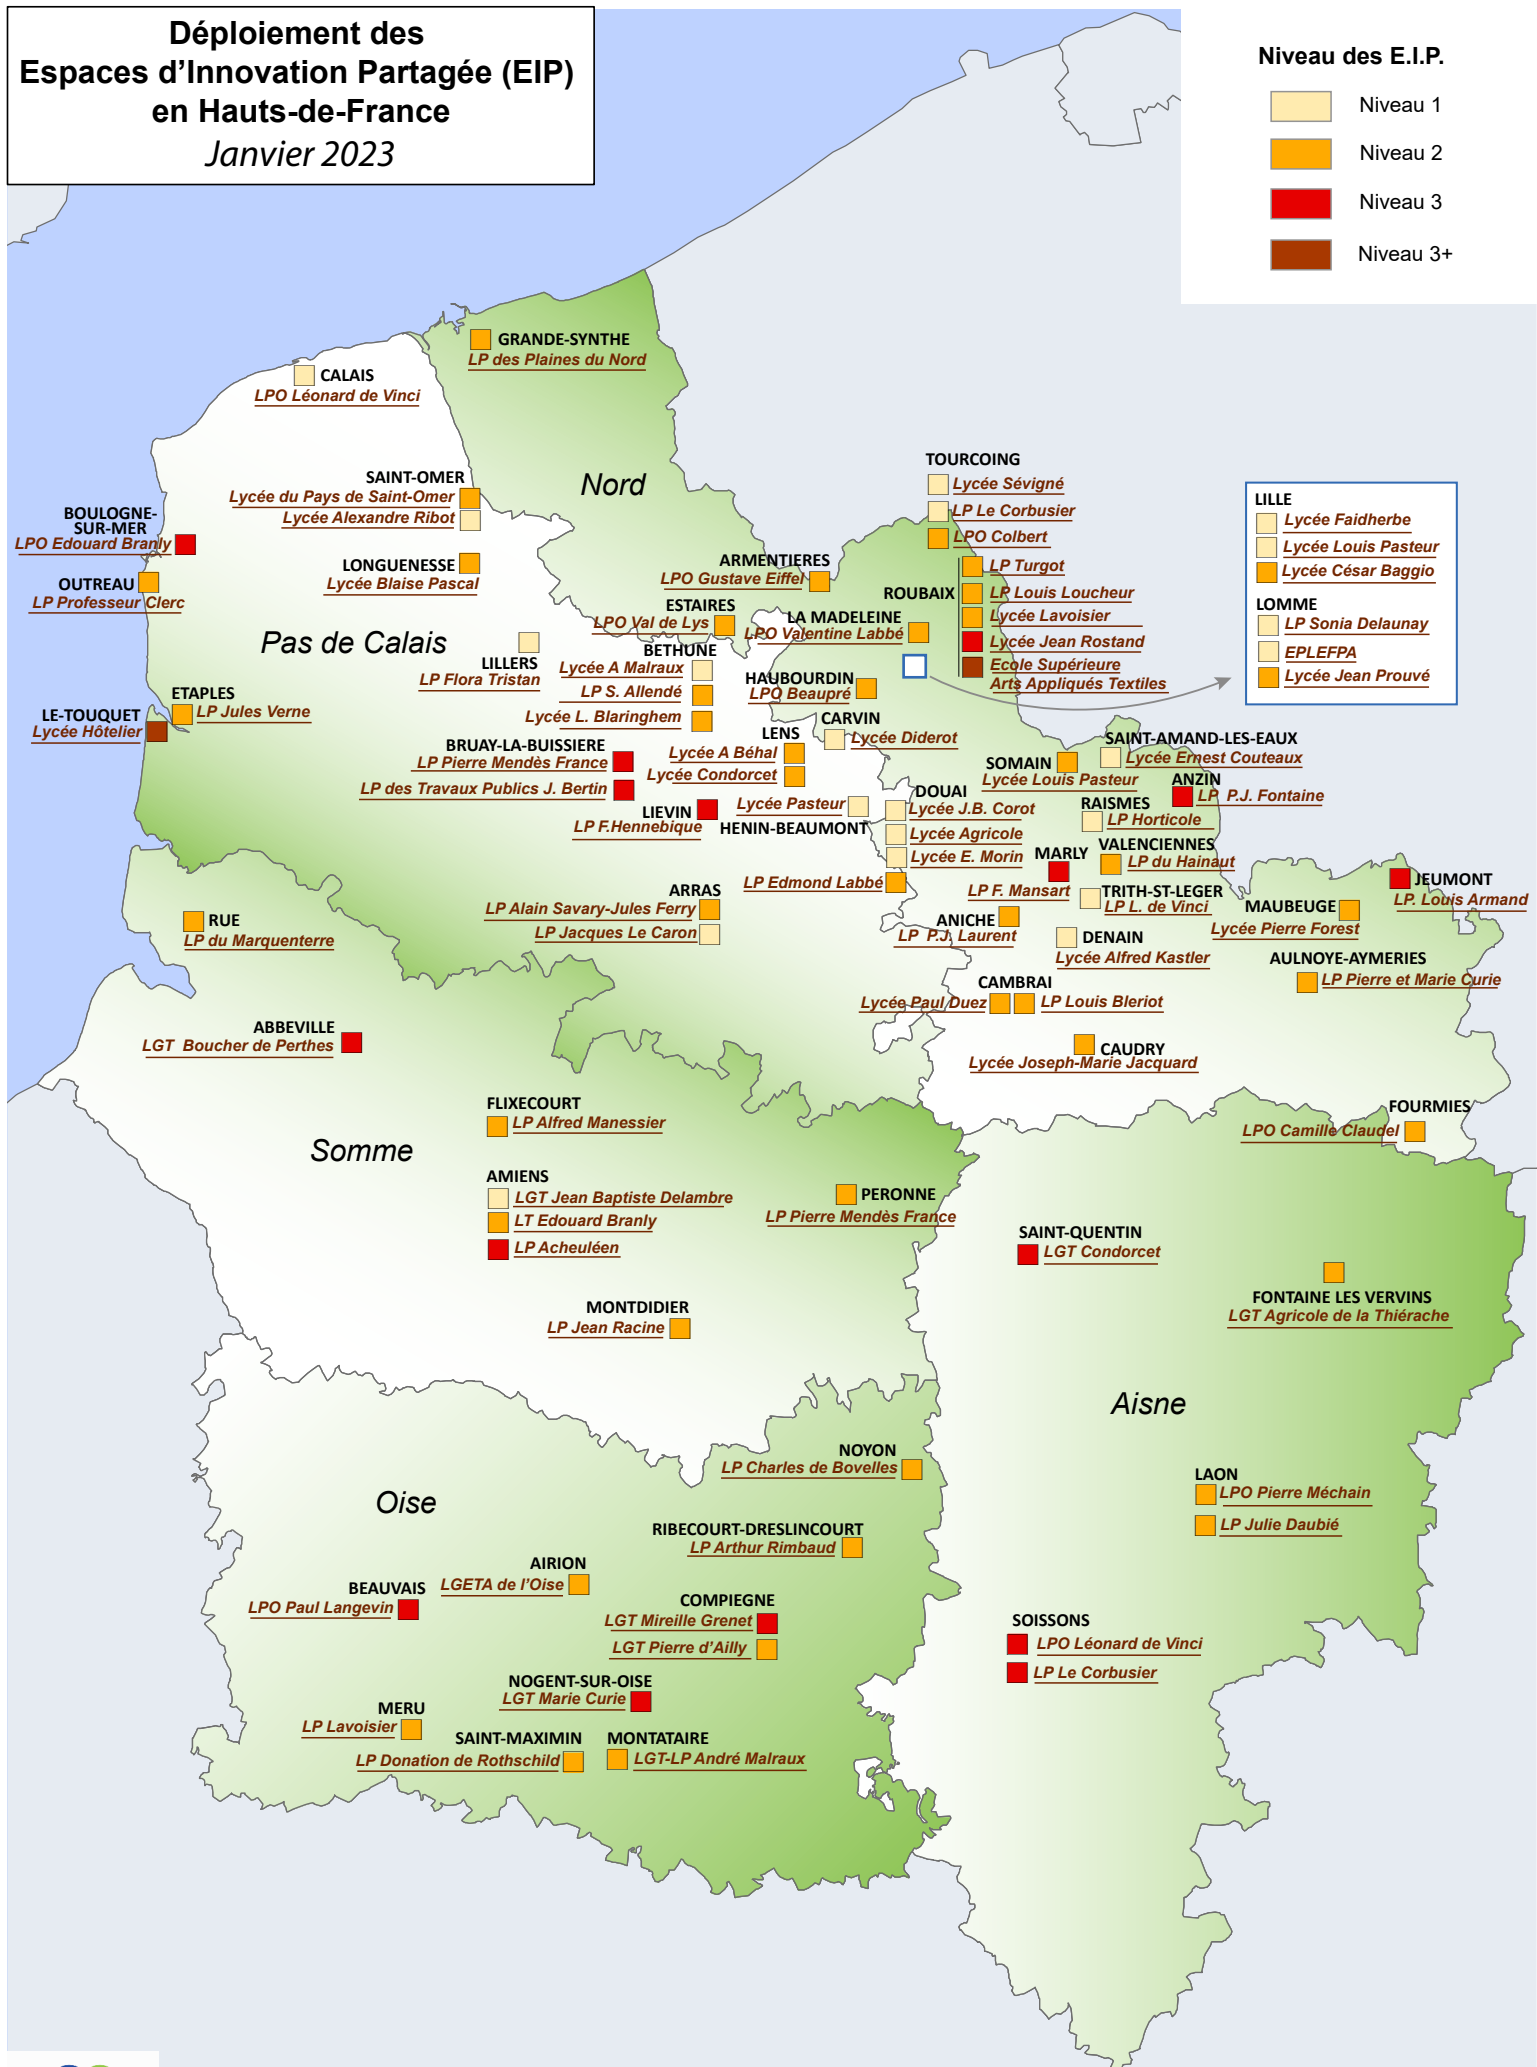 Déploiement des
Espaces d’Innovation Partagée (EIP)
en Hauts-de-France
Janvier 2023
Niveau des E.I.P.
Niveau 1
Niveau 2
Niveau 3
Niveau 3+
GRANDE-SYNTHE
LP des Plaines du Nord
CALAIS
LPO Léonard de Vinci
Nord
SAINT-OMER
Lycée du Pays de Saint-Omer
Lycée Alexandre Ribot
BOULOGNE-
SUR-MER
LPO Edouard Branly
OUTREAU
LP Professeur Clerc
LONGUENESSE
Lycée Blaise Pascal
Pas de Calais
LILLERS
LP Flora Tristan
ETAPLES
LP Jules Verne
LE-TOUQUET
Lycée Hôtelier
TOURCOING
Lycée Sévigné
LP Le Corbusier
LPO Colbert
ROUBAIX
LP Turgot
LP Louis Loucheur
Lycée Lavoisier
Lycée Jean Rostand
Ecole Supérieure
Arts Appliqués Textiles
LILLE
Lycée Faidherbe
Lycée Louis Pasteur
Lycée César Baggio
LOMME
LP Sonia Delaunay
EPLEFPA
Lycée Jean Prouvé
ARMENTIERES
LPO Gustave Eiffel
ESTAIRES
LPO Val de Lys
LA MADELEINE
LPO Valentine Labbé
BETHUNE
Lycée A Malraux
LP S. Allendé
Lycée L. Blaringhem
HAUBOURDIN
LPO Beaupré
CARVIN
Lycée Diderot
BRUAY-LA-BUISSIERE
LP Pierre Mendès France
LP des Travaux Publics J. Bertin
LENS
Lycée A Béhal
Lycée Condorcet
LIEVIN
LP F.Hennebique
Lycée Pasteur
HENIN-BEAUMONT
DOUAI
Lycée J.B. Corot
Lycée Agricole
Lycée E. Morin
LP Edmond Labbé
SOMAIN
Lycée Louis Pasteur
SAINT-AMAND-LES-EAUX
Lycée Ernest Couteaux
ANZIN
LP P.J. Fontaine
RAISMES
LP Horticole
VALENCIENNES
LP du Hainaut
MARLY
LP F. Mansart
TRITH-ST-LEGER
LP L. de Vinci
JEUMONT
LP. Louis Armand
MAUBEUGE
Lycée Pierre Forest
ANICHE
LP P.J. Laurent
DENAIN
Lycée Alfred Kastler
AULNOYE-AYMERIES
LP Pierre et Marie Curie
CAMBRAI
Lycée Paul Duez
LP Louis Bleriot
CAUDRY
Lycée Joseph-Marie Jacquard
ARRAS
LP Alain Savary-Jules Ferry
LP Jacques Le Caron
RUE
LP du Marquenterre
ABBEVILLE
LGT Boucher de Perthes
FLIXECOURT
LP Alfred Manessier
Somme
AMIENS
LGT Jean Baptiste Delambre
LT Edouard Branly
LP Acheuléen
PERONNE
LP Pierre Mendès France
MONTDIDIER
LP Jean Racine
FOURMIES
LPO Camille Claudel
SAINT-QUENTIN
LGT Condorcet
FONTAINE LES VERVINS
LGT Agricole de la Thiérache
Aisne
LAON
LPO Pierre Méchain
LP Julie Daubié
SOISSONS
LPO Léonard de Vinci
LP Le Corbusier
NOYON
LP Charles de Bovelles
Oise
RIBECOURT-DRESLINCOURT
LP Arthur Rimbaud
AIRION
LGETA de l’Oise
BEAUVAIS
LPO Paul Langevin
COMPIEGNE
LGT Mireille Grenet
LGT Pierre d’Ailly
NOGENT-SUR-OISE
LGT Marie Curie
MERU
LP Lavoisier
SAINT-MAXIMIN
LP Donation de Rothschild
MONTATAIRE
LGT-LP André Malraux